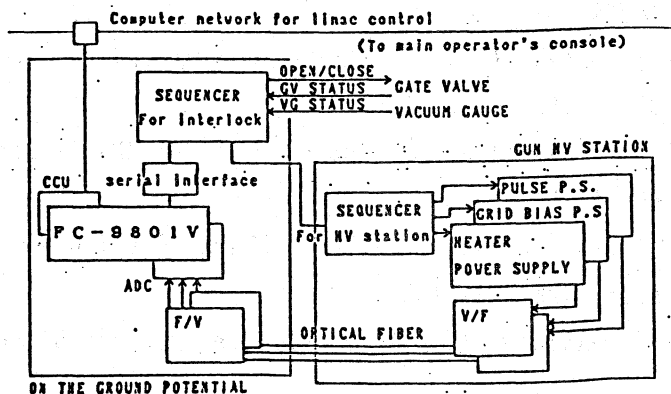 Computer network for linac control
(To main operator's console)
OPEN/CLOSE
GV STATUS
GATE VALVE
VG STATUS
VACUUM GAUGE
SEQUENCER
For interlock
GUN HV STATION
CCU
serial interface
PC-9801V
ADC
F/V
SEQUENCER
For HV station
PULSE P.S.
GRID BIAS P.S
HEATER
POWER SUPPLY
V/F
OPTICAL FIBER
ON THE GROUND POTENTIAL